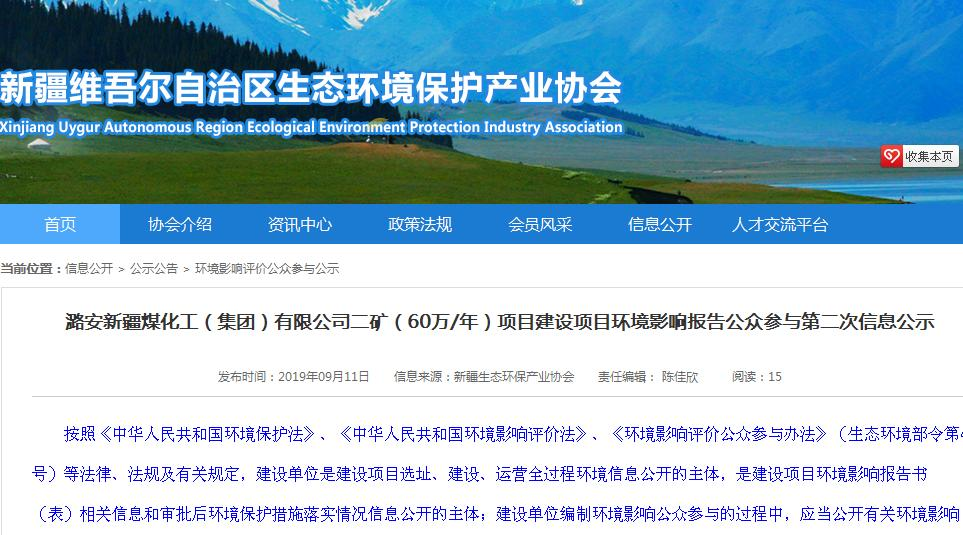 新疆维吾尔自治区生态环境保护产业协会
Xinjiang Uygur Autonomous Region Ecological Environment Protection Industry Association
收集本页
首页 协会介绍 资讯中心 政策法规 会员风采 信息公开 人才交流平台
当前位置：信息公开 > 公示公告 > 环境影响评价公众参与公示
潞安新疆煤化工（集团）有限公司二矿（60万/年）项目建设项目环境影响报告公众参与第二次信息公示
发布时间：2019年09月11日 信息来源：新疆生态环保产业协会 责任编辑： 陈佳欣 阅读：15
按照《中华人民共和国环境保护法》、《中华人民共和国环境影响评价法》、《环境影响评价公众参与办法》（生态环境部令第
号）等法律、法规及有关规定，建设单位是建设项目选址、建设、运营全过程环境信息公开的主体，是建设项目环境影响报告书
（表）相关信息和审批后环境保护措施落实情况信息公开的主体；建设单位编制环境影响公众参与的过程中，应当公开有关环境影响